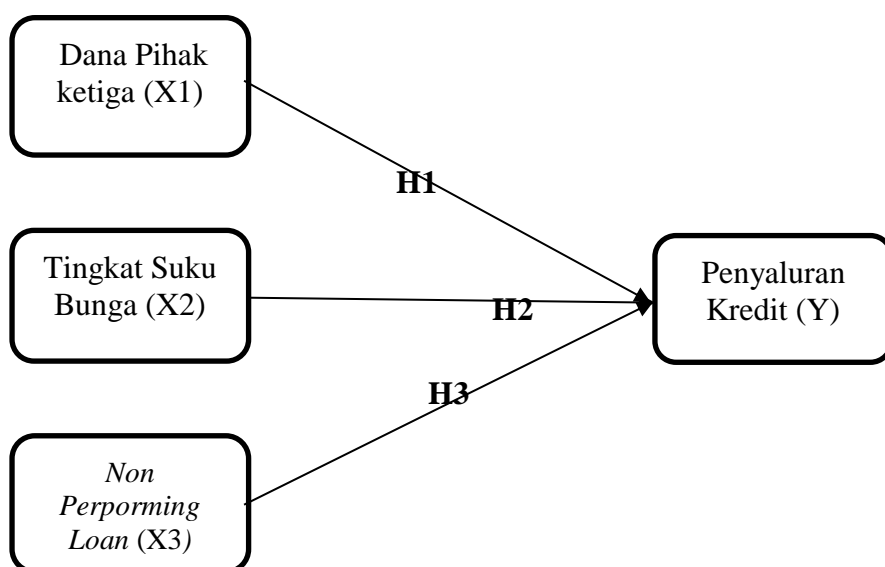 Dana Pihak
ketiga (X1)
H1
Tingkat Suku
Bunga (X2)
H2
Penyaluran
Kredit (Y)
H3
Non
Perporming
Loan (X3)